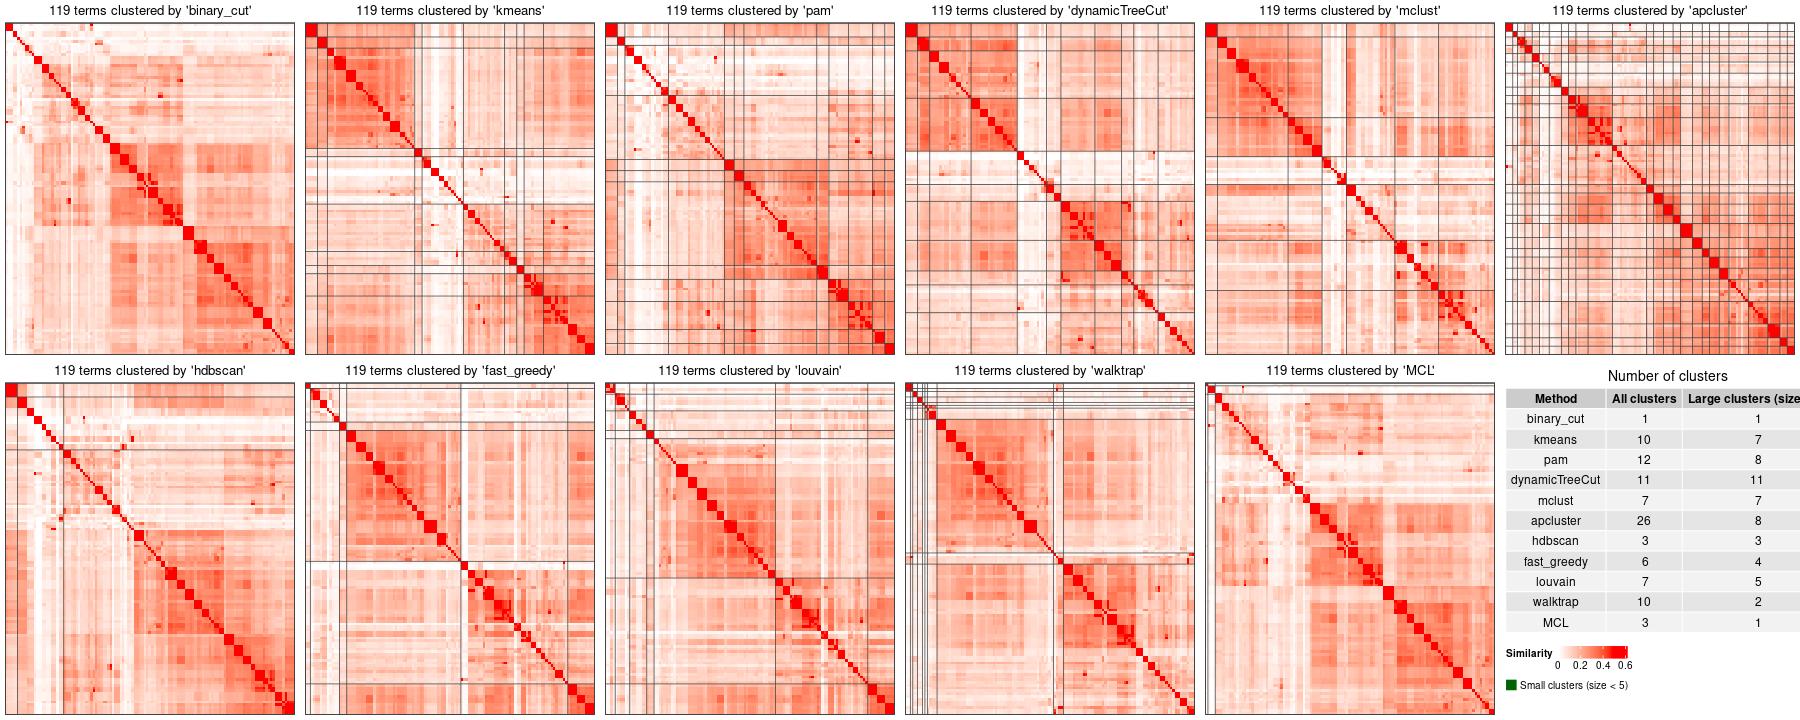 119 terms clustered by 'binary_cut'
119 terms clustered by 'kmeans'
119 terms clustered by 'pam'
119 terms clustered by 'dynamicTreeCut'
119 terms clustered by 'mclust'
119 terms clustered by 'apcluster'
119 terms clustered by 'hdbscan'
119 terms clustered by 'fast_greedy'
119 terms clustered by 'louvain'
119 terms clustered by 'walktrap'
119 terms clustered by 'MCL'
Number of clusters
Method All clusters Large clusters (size
binary_cut 1 1
kmeans 10 7
pam 12 8
dynamicTreeCut 11 11
mclust 7 7
apcluster 26 8
hdbscan 3 3
fast_greedy 6 4
louvain 7 5
walktrap 10 2
MCL 3 1
Similarity
0 0.2 0.4 0.6
Small clusters (size < 5)